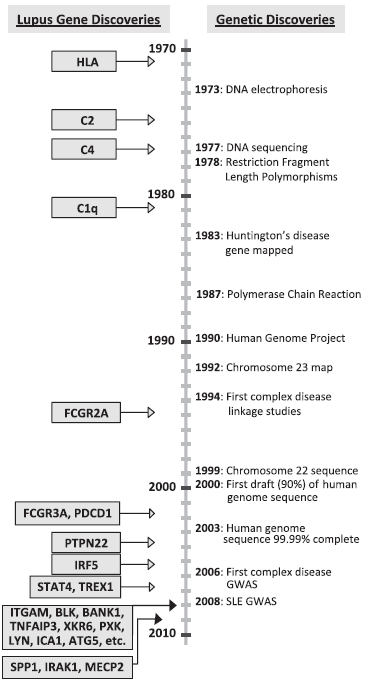 Lupus Gene Discoveries
Genetic Discoveries
1970
HLA
1973: DNA electrophoresis
C2
C4
1977: DNA sequencing
1978: Restriction Fragment
Length Polymorphisms
1980
C1q
1983: Huntington's disease
gene mapped
1987: Polymerase Chain Reaction
1990
1990: Human Genome Project
1992: Chromosome 23 map
1994: First complex disease
linkage studies
FCGR2A
1999: Chromosome 22 sequence
2000
2000: First draft (90%) of human
genome sequence
FCGR3A, PDCD1
2003: Human genome
sequence 99.99% complete
PTPN22
IRF5
2006: First complex disease
GWAS
STAT4, TREX1
2008: SLE GWAS
ITGAM, BLK, BANK1,
TNFAIP3, XKR6, PXK,
LYN, ICA1, ATG5, etc.
2010
SPP1, IRAK1, MECP2